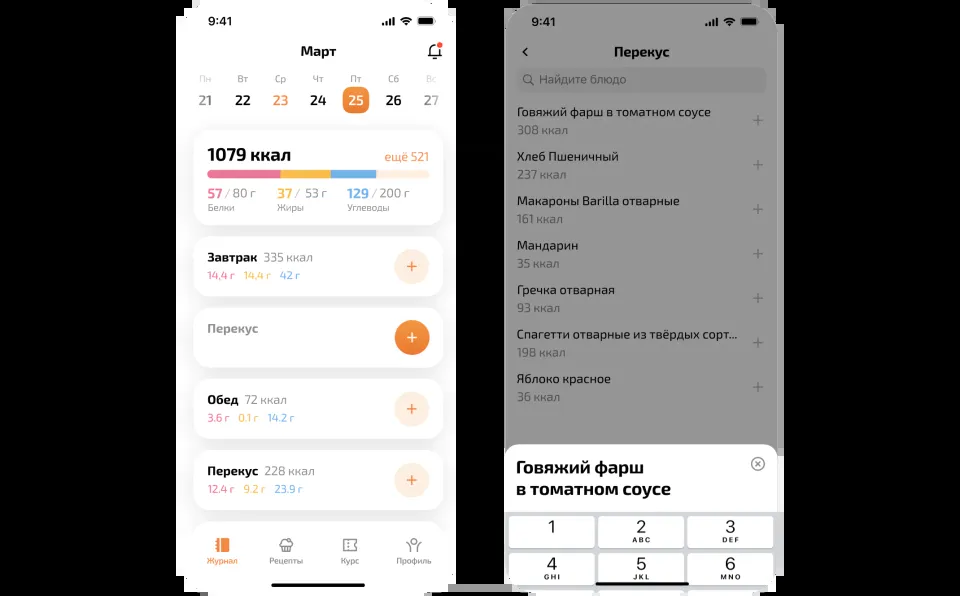 9:41
Март
Пн Вт Ср Чт Пт Сб Вс
21 22 23 24 25 26 27
1079 ккал ещё 521
57 / 80 г 37 / 53 г 129 / 200 г
Белки Жиры Углеводы
Завтрак 335 ккал
14,4 г 14,4 г 42 г
Перекус
Обед 72 ккал
3.6 г 0.1 г 14.2 г
Перекус 228 ккал
12.4 г 9.2 г 23.9 г
Журнал Рецепты Курс Профиль
9:41
Перекус
Найдите блюдо
Говяжий фарш в томатном соусе
308 ккал
Хлеб Пшеничный
237 ккал
Макароны Barilla отварные
161 ккал
Мандарин
35 ккал
Гречка отварная
93 ккал
Спагетти отварные из твёрдых сорт...
198 ккал
Яблоко красное
36 ккал
Говяжий фарш
в томатном соусе
1 2 3
ABC DEF
4 5 6
GHI JKL MNO